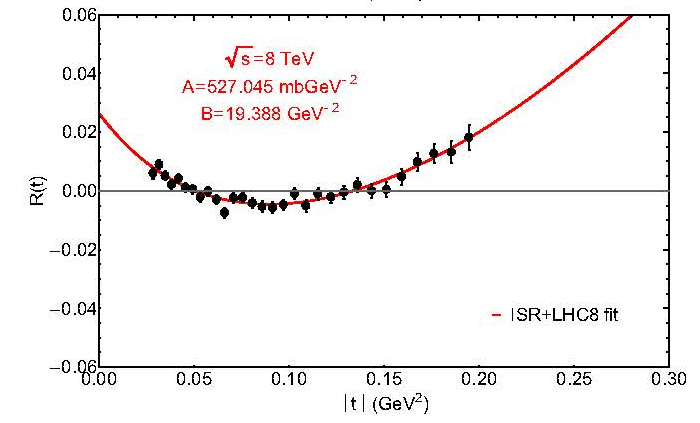 0.06
√s=8 TeV
0.04
A=527.045 mbGeV⁻²
B=19.388 GeV⁻²
0.02
R(t)
0.00
−0.02
−0.04
ISR+LHC8 fit
−0.06
0.00 0.05 0.10 0.15 0.20 0.25 0.30
|t| (GeV²)